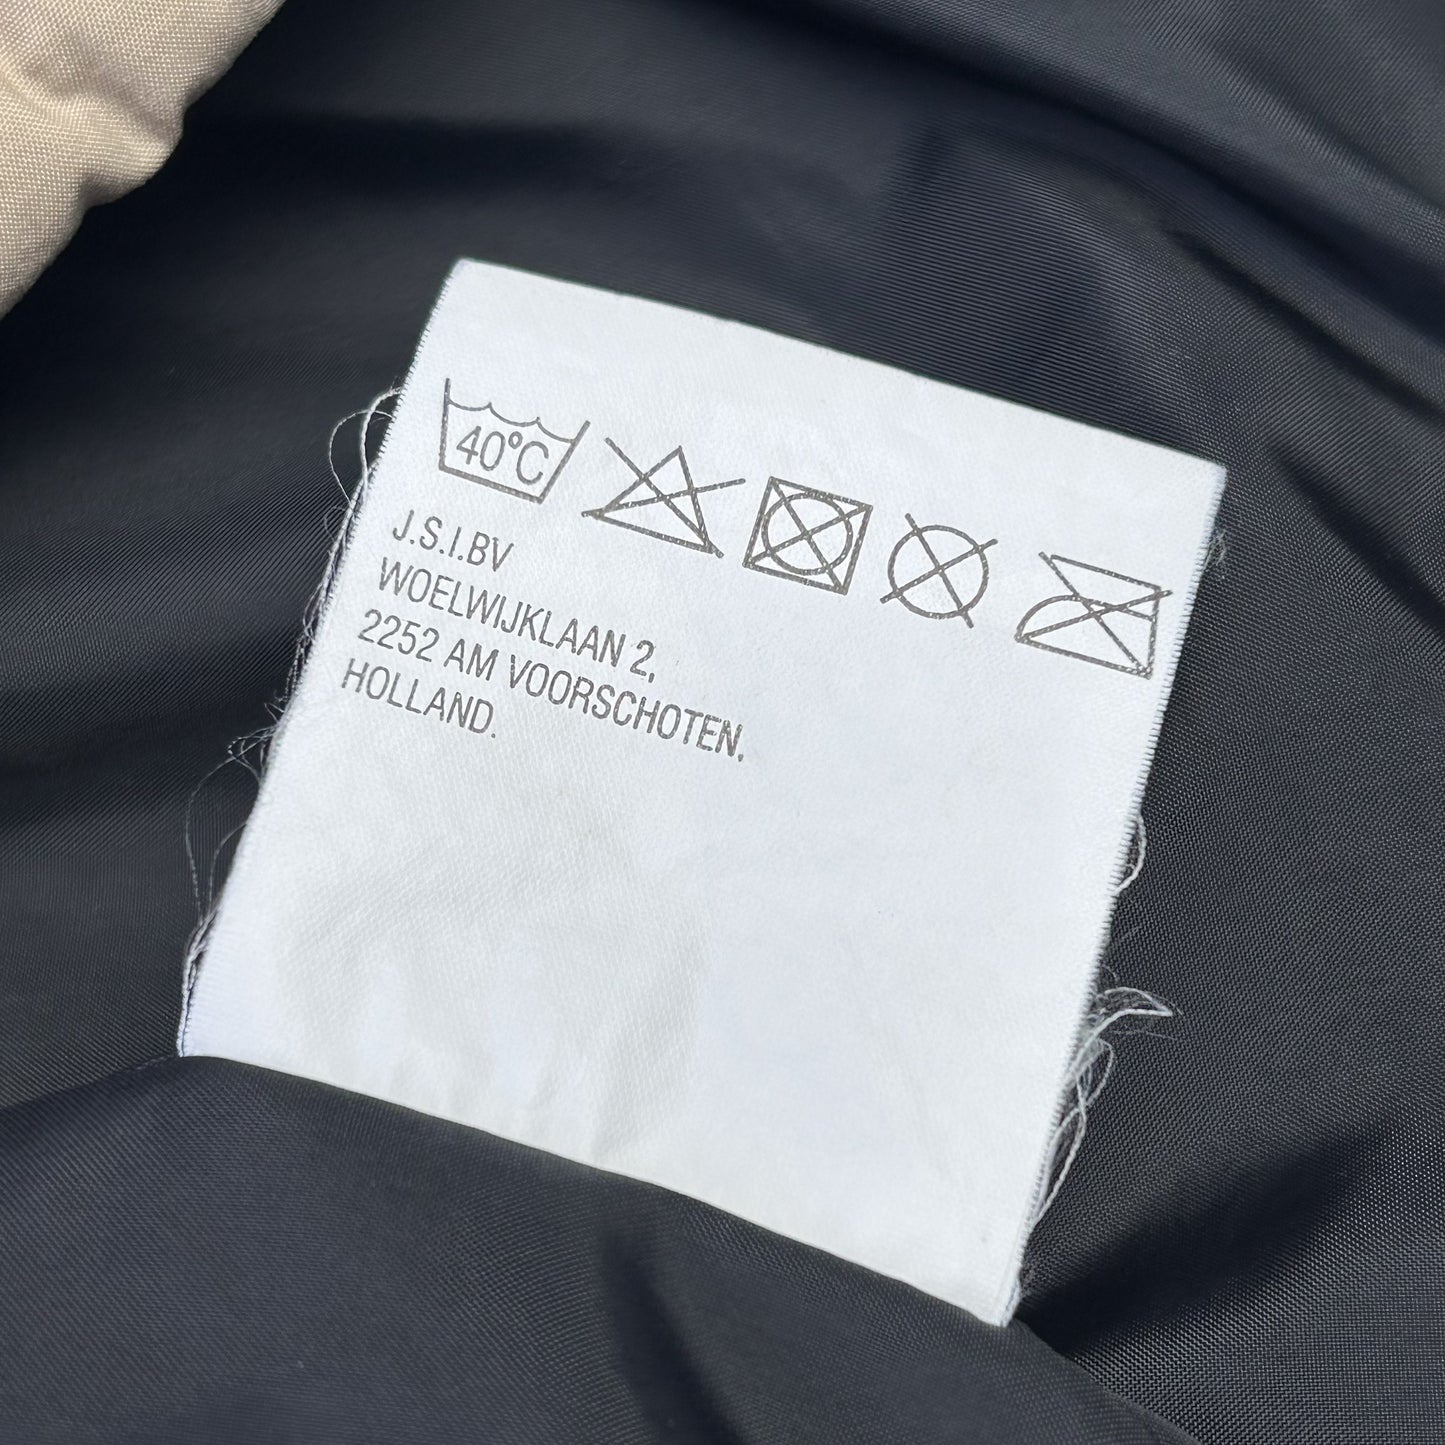 40°C
J.S.I.BV
WOELWIJKLAAN 2,
2252 AM VOORSCHOTEN,
HOLLAND.